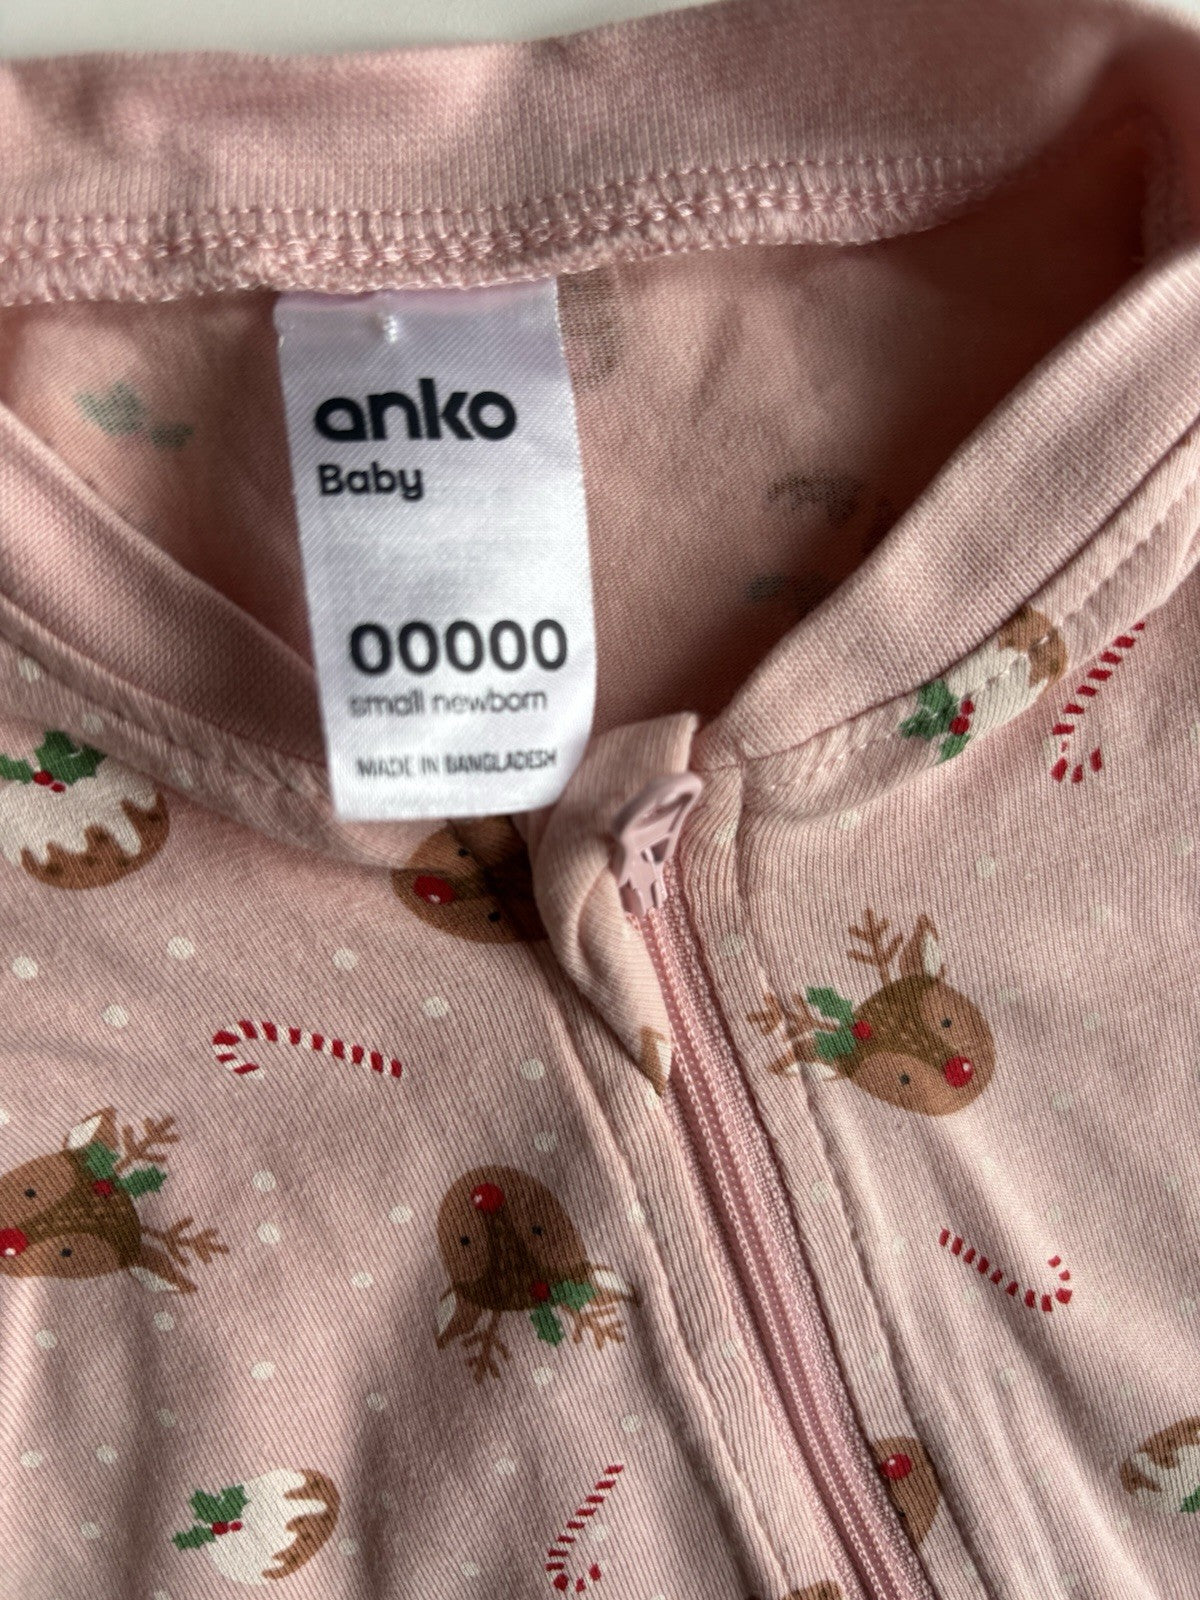 anko
Baby
00000
small newborn
MADE IN BANGLADESH